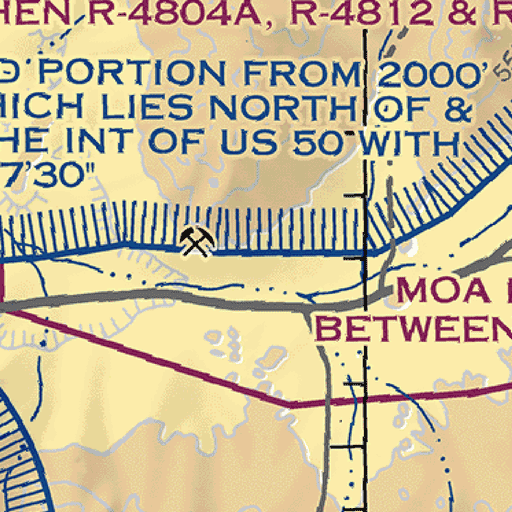 HEN R-4804A, R-4812 & R
D PORTION FROM 2000'
HICH LIES NORTH OF &
HE INT OF US 50 WITH
7'30"
55
MOA
BETWEEN